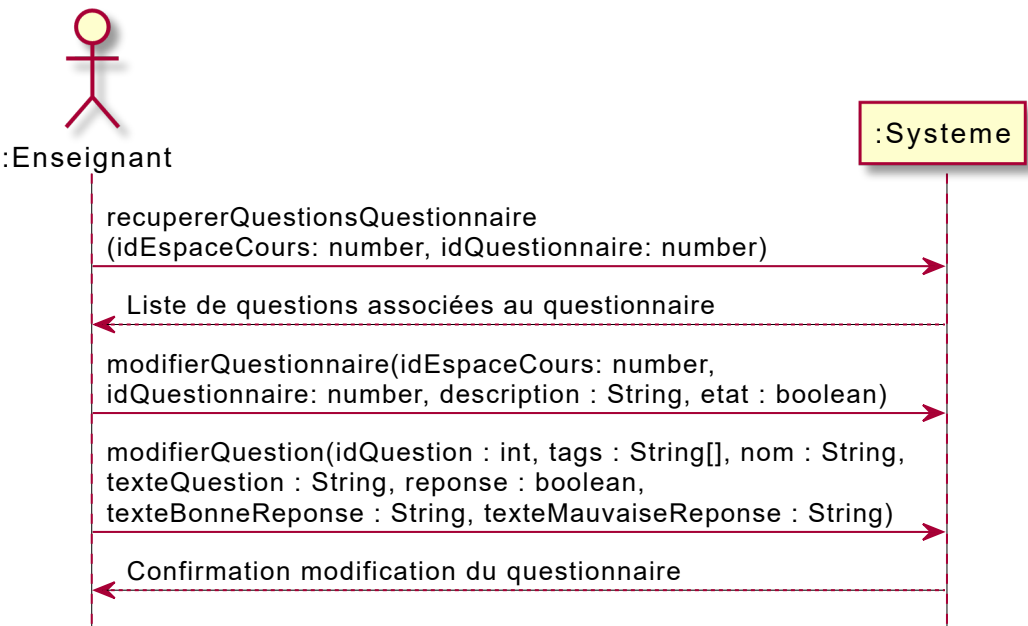 :Enseignant
:Systeme
recupererQuestionsQuestionnaire
(idEspaceCours: number, idQuestionnaire: number)
Liste de questions associées au questionnaire
modifierQuestionnaire(idEspaceCours: number,
idQuestionnaire: number, description : String, etat : boolean)
modifierQuestion(idQuestion : int, tags : String[], nom : String,
texteQuestion : String, reponse : boolean,
texteBonneReponse : String, texteMauvaiseReponse : String)
Confirmation modification du questionnaire